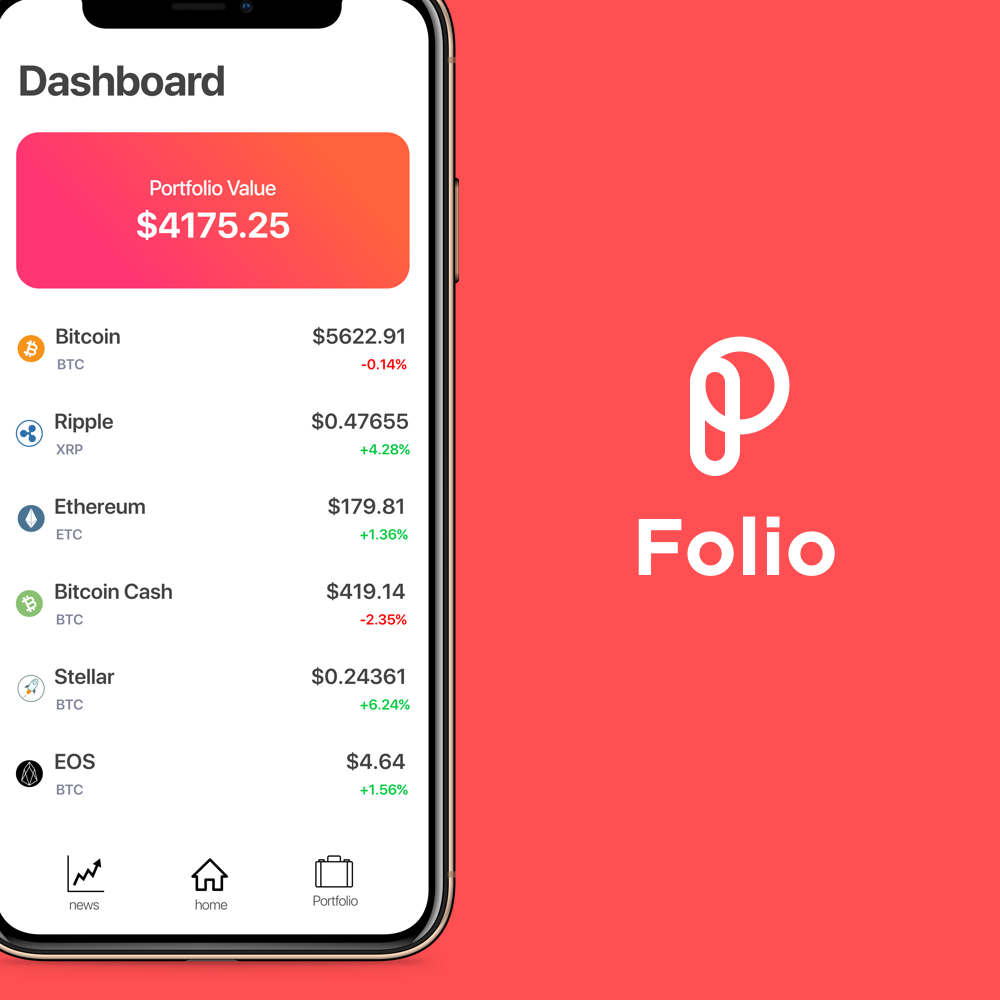 Dashboard
Portfolio Value
$4175.25
Bitcoin $5622.91
BTC -0.14%
Ripple $0.47655
XRP +4.28%
Ethereum $179.81
ETC +1.36%
Bitcoin Cash $419.14
BTC -2.35%
Stellar $0.24361
BTC +6.24%
EOS $4.64
BTC +1.56%
news home Portfolio
Folio